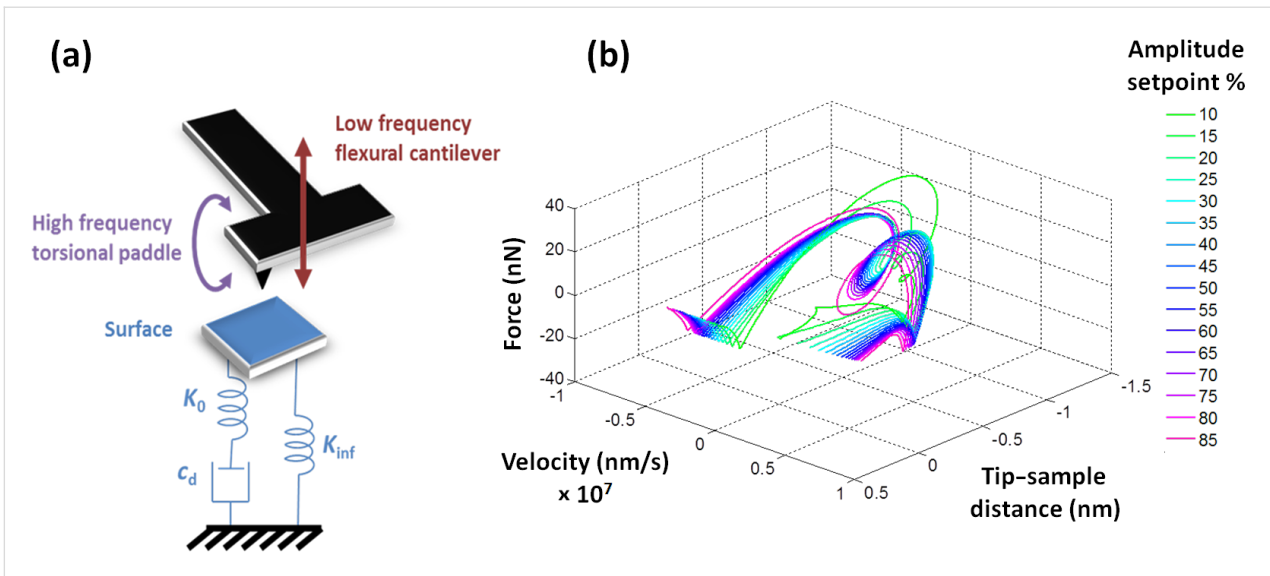 (a)
Low frequency
flexural cantilever
High frequency
torsional paddle
Surface
K0
cd
Kinf
(b)
Amplitude
setpoint %
10
15
20
25
30
35
40
45
50
55
60
65
70
75
80
85
Force (nN)
40
20
0
-20
-40
-1
-0.5
0
0.5
1
Velocity (nm/s)
x 10⁷
0.5
0
-0.5
-1
-1.5
Tip–sample
distance (nm)